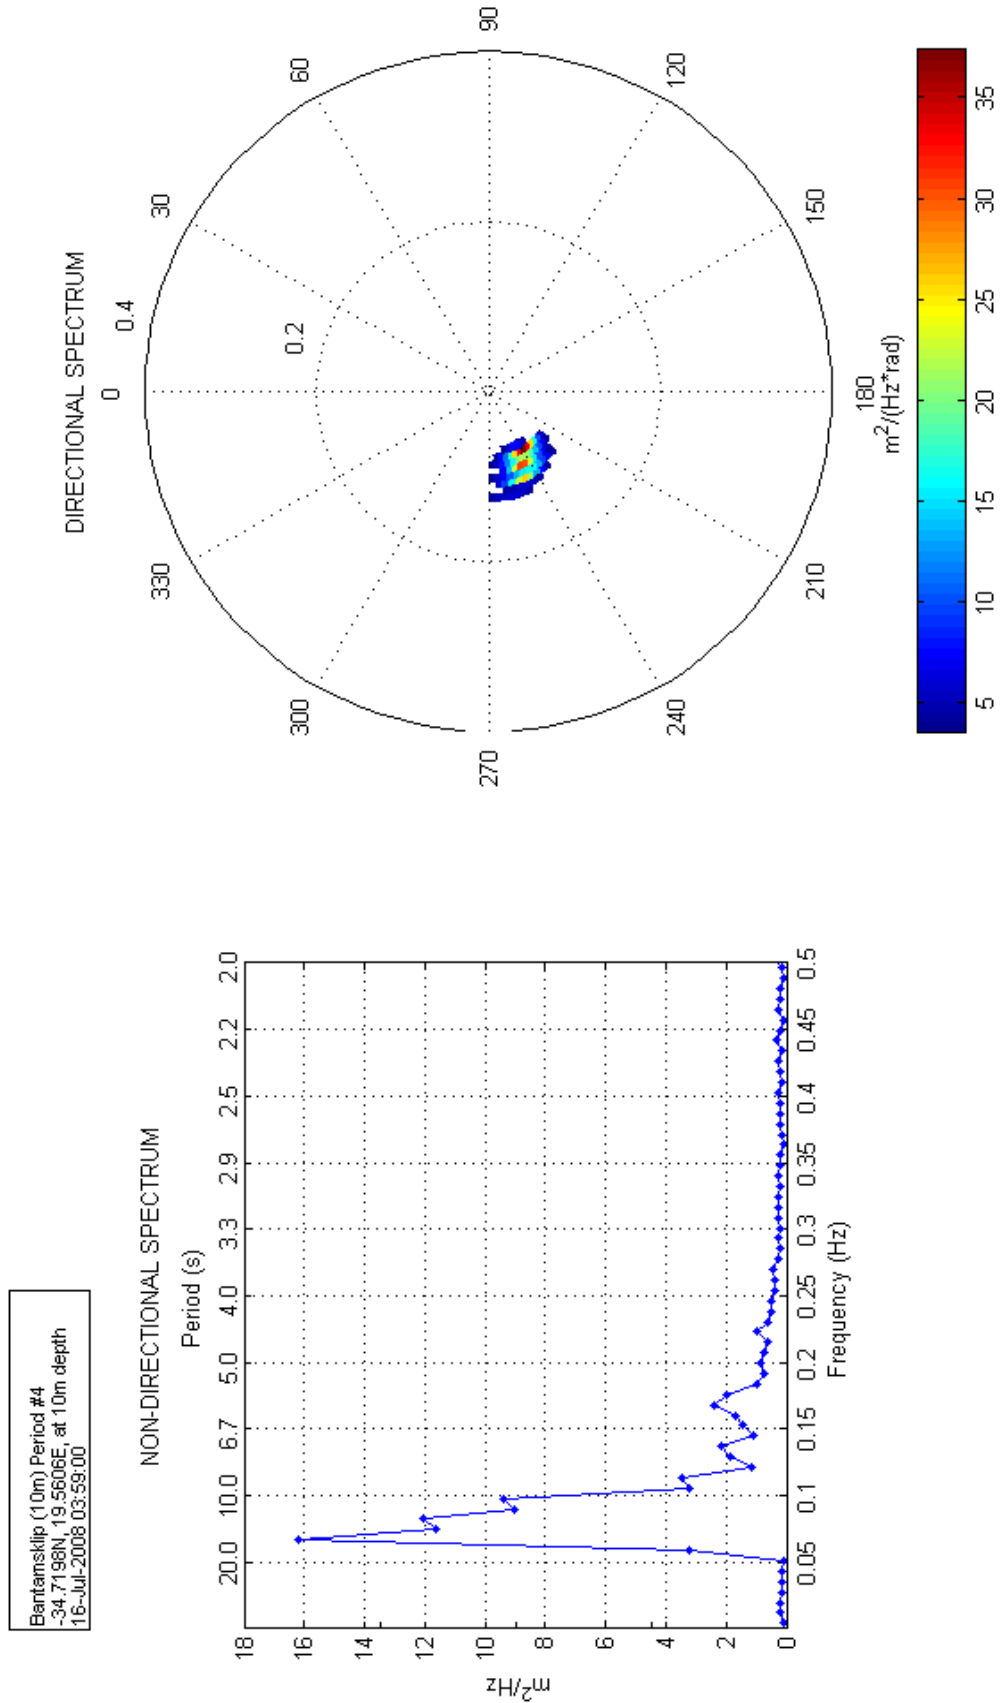 Bantamsklip (10m) Period #4
-34.7198N, 19.5606E, at 10m depth
16-Jul-2008 03:59:00
NON-DIRECTIONAL SPECTRUM
Period (s)
20.0 10.0 6.7 5.0 4.0 3.3 2.9 2.5 2.2 2.0
18
16
14
12
10
8
6
4
2
0
m²/Hz
0.05 0.1 0.15 0.2 0.25 0.3 0.35 0.4 0.45 0.5
Frequency (Hz)
DIRECTIONAL SPECTRUM
0
0.4
30
0.2
60
90
120
150
180
210
240
270
300
330
m²/(Hz*rad)
5 10 15 20 25 30 35